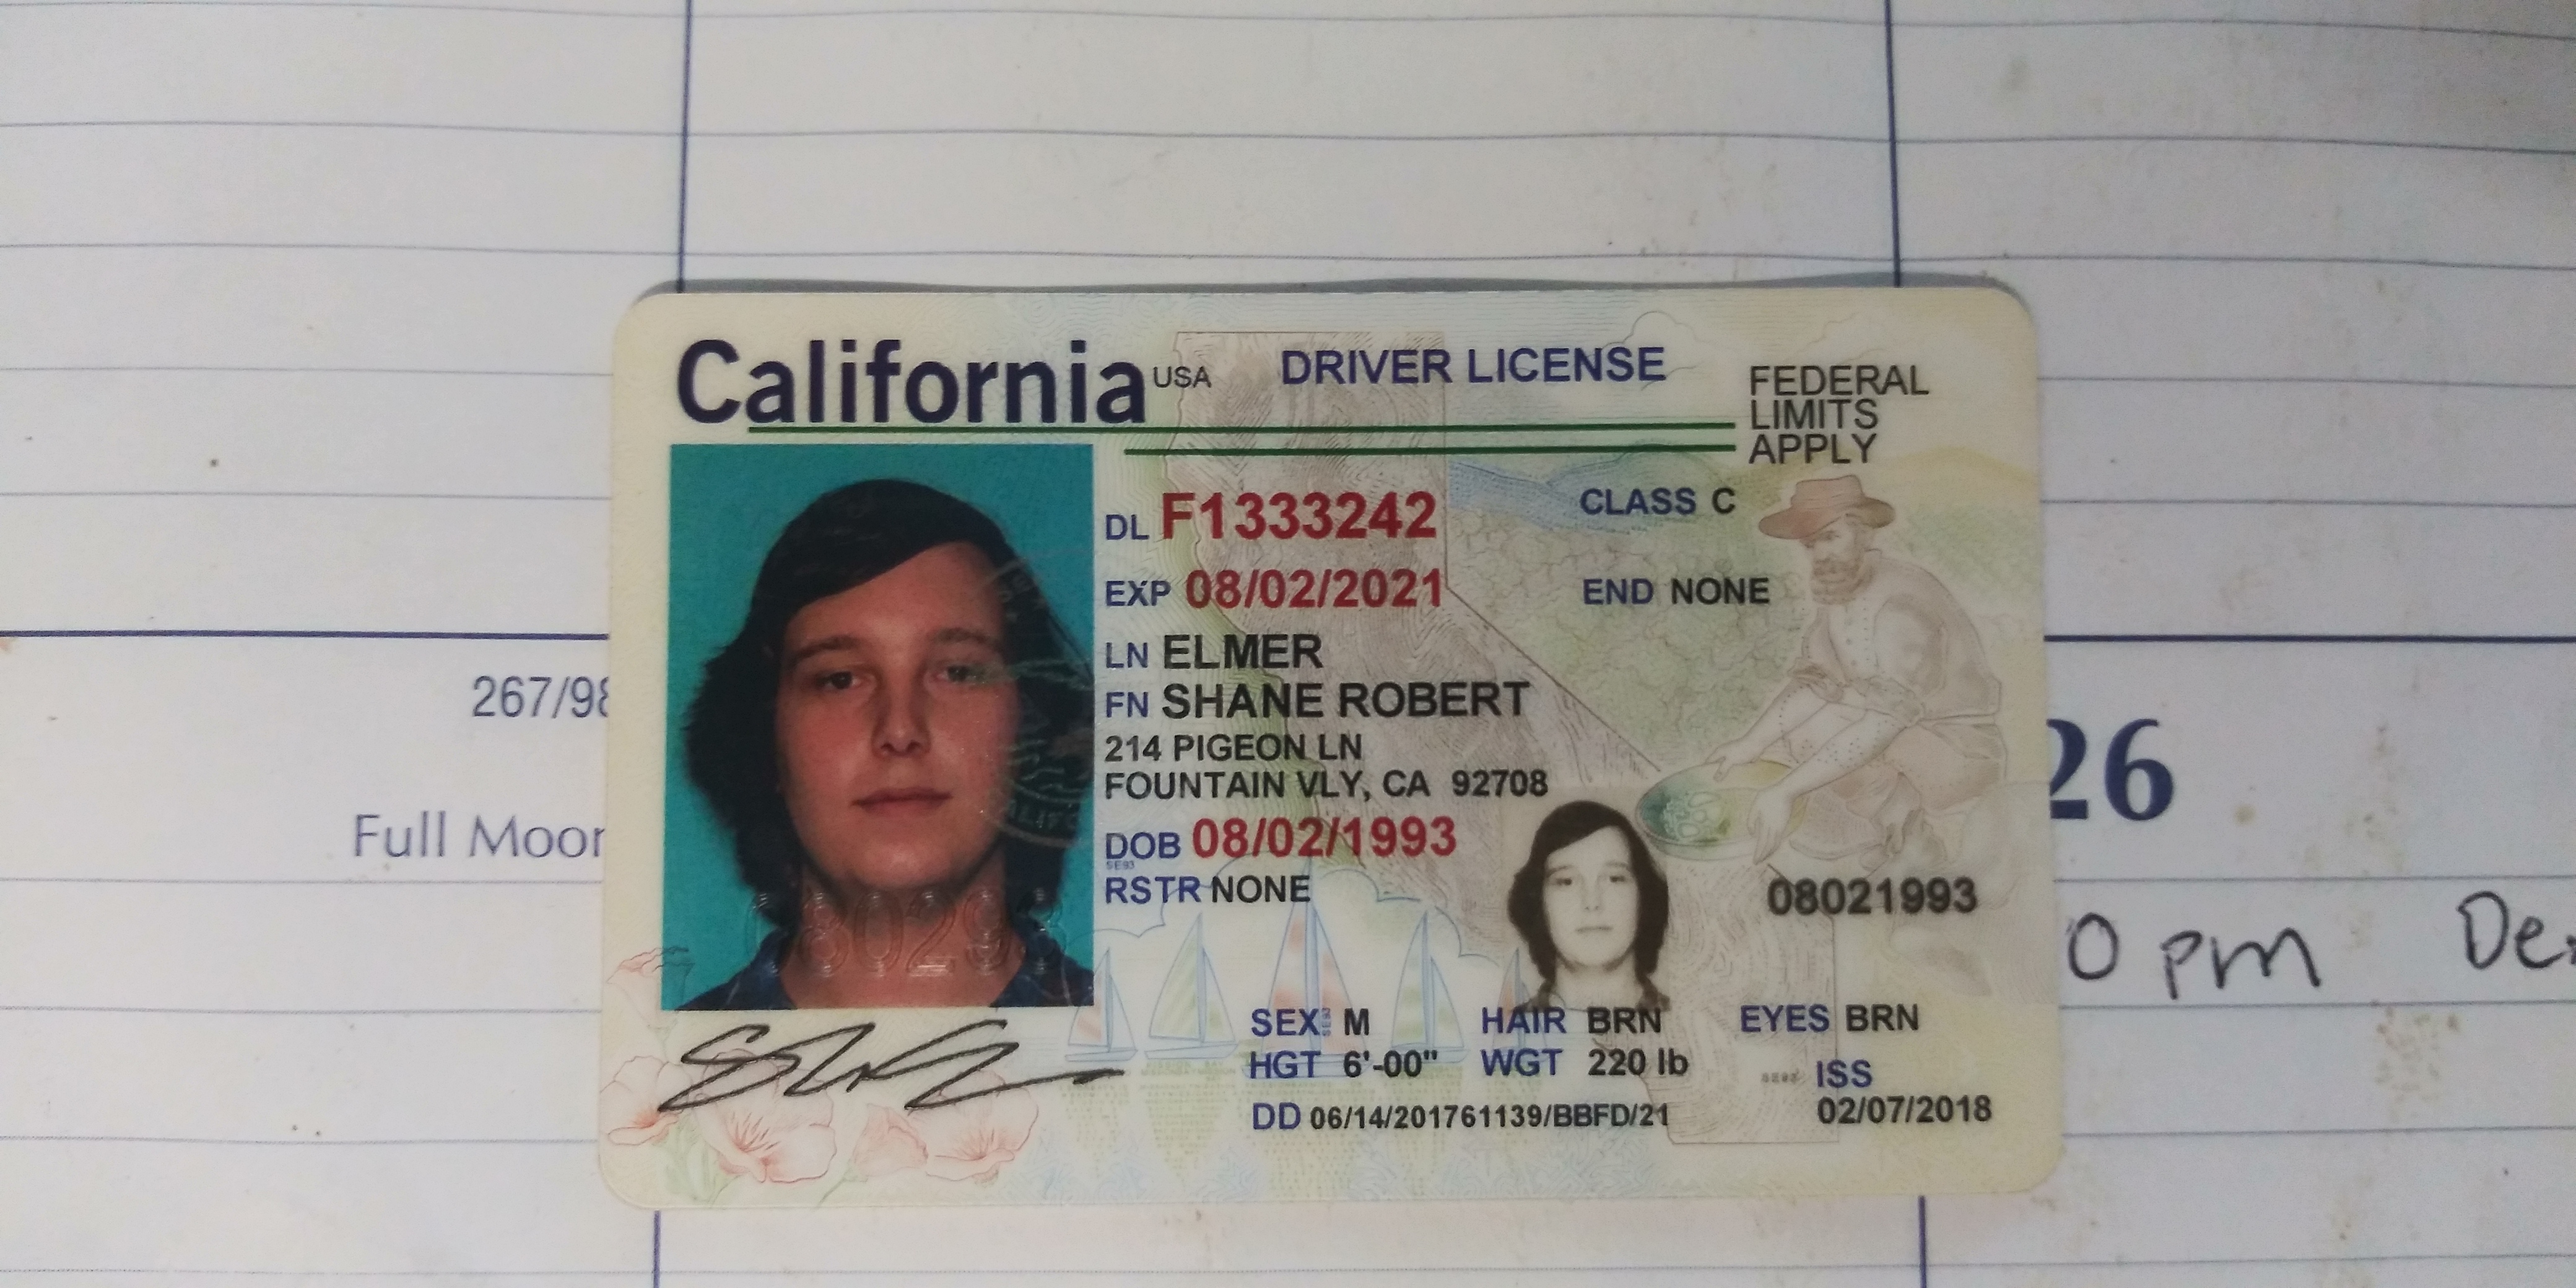 California USA DRIVER LICENSE
FEDERAL
LIMITS
APPLY
DL F1333242
CLASS C
EXP 08/02/2021
END NONE
LN ELMER
FN SHANE ROBERT
214 PIGEON LN
FOUNTAIN VLY, CA 92708
DOB 08/02/1993
RSTR NONE
08021993
SEX M HAIR BRN EYES BRN
HGT 6'-00" WGT 220 lb
ISS
02/07/2018
DD 06/14/201761139/BBFD/21
267/98
26
Full Moon
0 pm